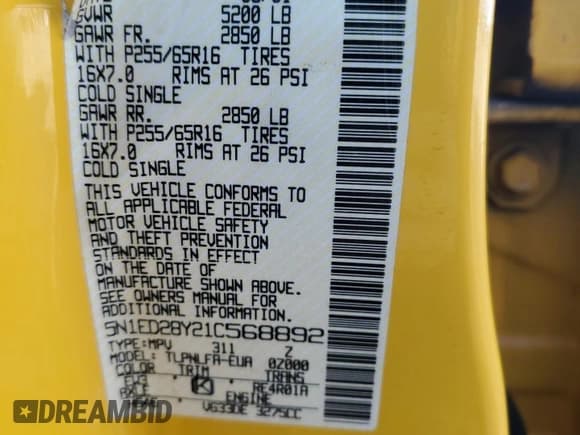 GVWR 5200 LB
GAWR FR. 2850 LB
WITH P255/65R16 TIRES
16X7.0 RIMS AT 26 PSI
COLD SINGLE
GAWR RR. 2850 LB
WITH P255/65R16 TIRES
16X7.0 RIMS AT 26 PSI
COLD SINGLE
THIS VEHICLE CONFORMS TO
ALL APPLICABLE FEDERAL
MOTOR VEHICLE SAFETY
AND THEFT PREVENTION
STANDARDS IN EFFECT
ON THE DATE OF
MANUFACTURE SHOWN ABOVE.
SEE OWNERS MANUAL FOR
ADDITIONAL INFORMATION.
5N1ED28Y21C568892
TYPE:MPV 311 Z
MODEL: TLPNLFA-EUA 0Z000
COLOR TRIM TRANS
K RE4R01A
AXLE ENGINE
VG33DE 3275CC
DREAMBID